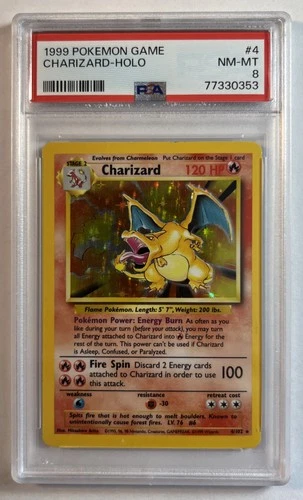 1999 POKEMON GAME #4
CHARIZARD-HOLO NM-MT
8
PSA 77330353
Evolves from Charmeleon Put Charizard on the Stage 1 card
STAGE 2
Charizard 120 HP
Flame Pokémon. Length: 5' 7", Weight: 200 lbs.
Pokémon Power: Energy Burn As often as you
like during your turn (before your attack), you may turn
all Energy attached to Charizard into Energy for
the rest of the turn. This power can't be used if Charizard
is Asleep, Confused, or Paralyzed.
Fire Spin Discard 2 Energy cards
attached to Charizard in order to use
this attack.
100
weakness resistance retreat cost
-30
Spits fire that is hot enough to melt boulders. Known to
unintentionally cause forest fires. LV. 76 #6
4/102